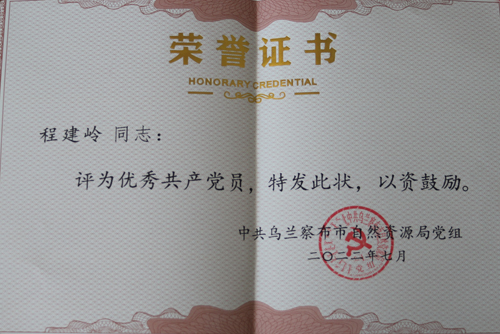 荣誉证书
HONORARY CREDENTIAL
程建岭 同志：
评为优秀共产党员，特发此状，以资鼓励。
中共乌兰察布市自然资源局党组
二〇二二年七月